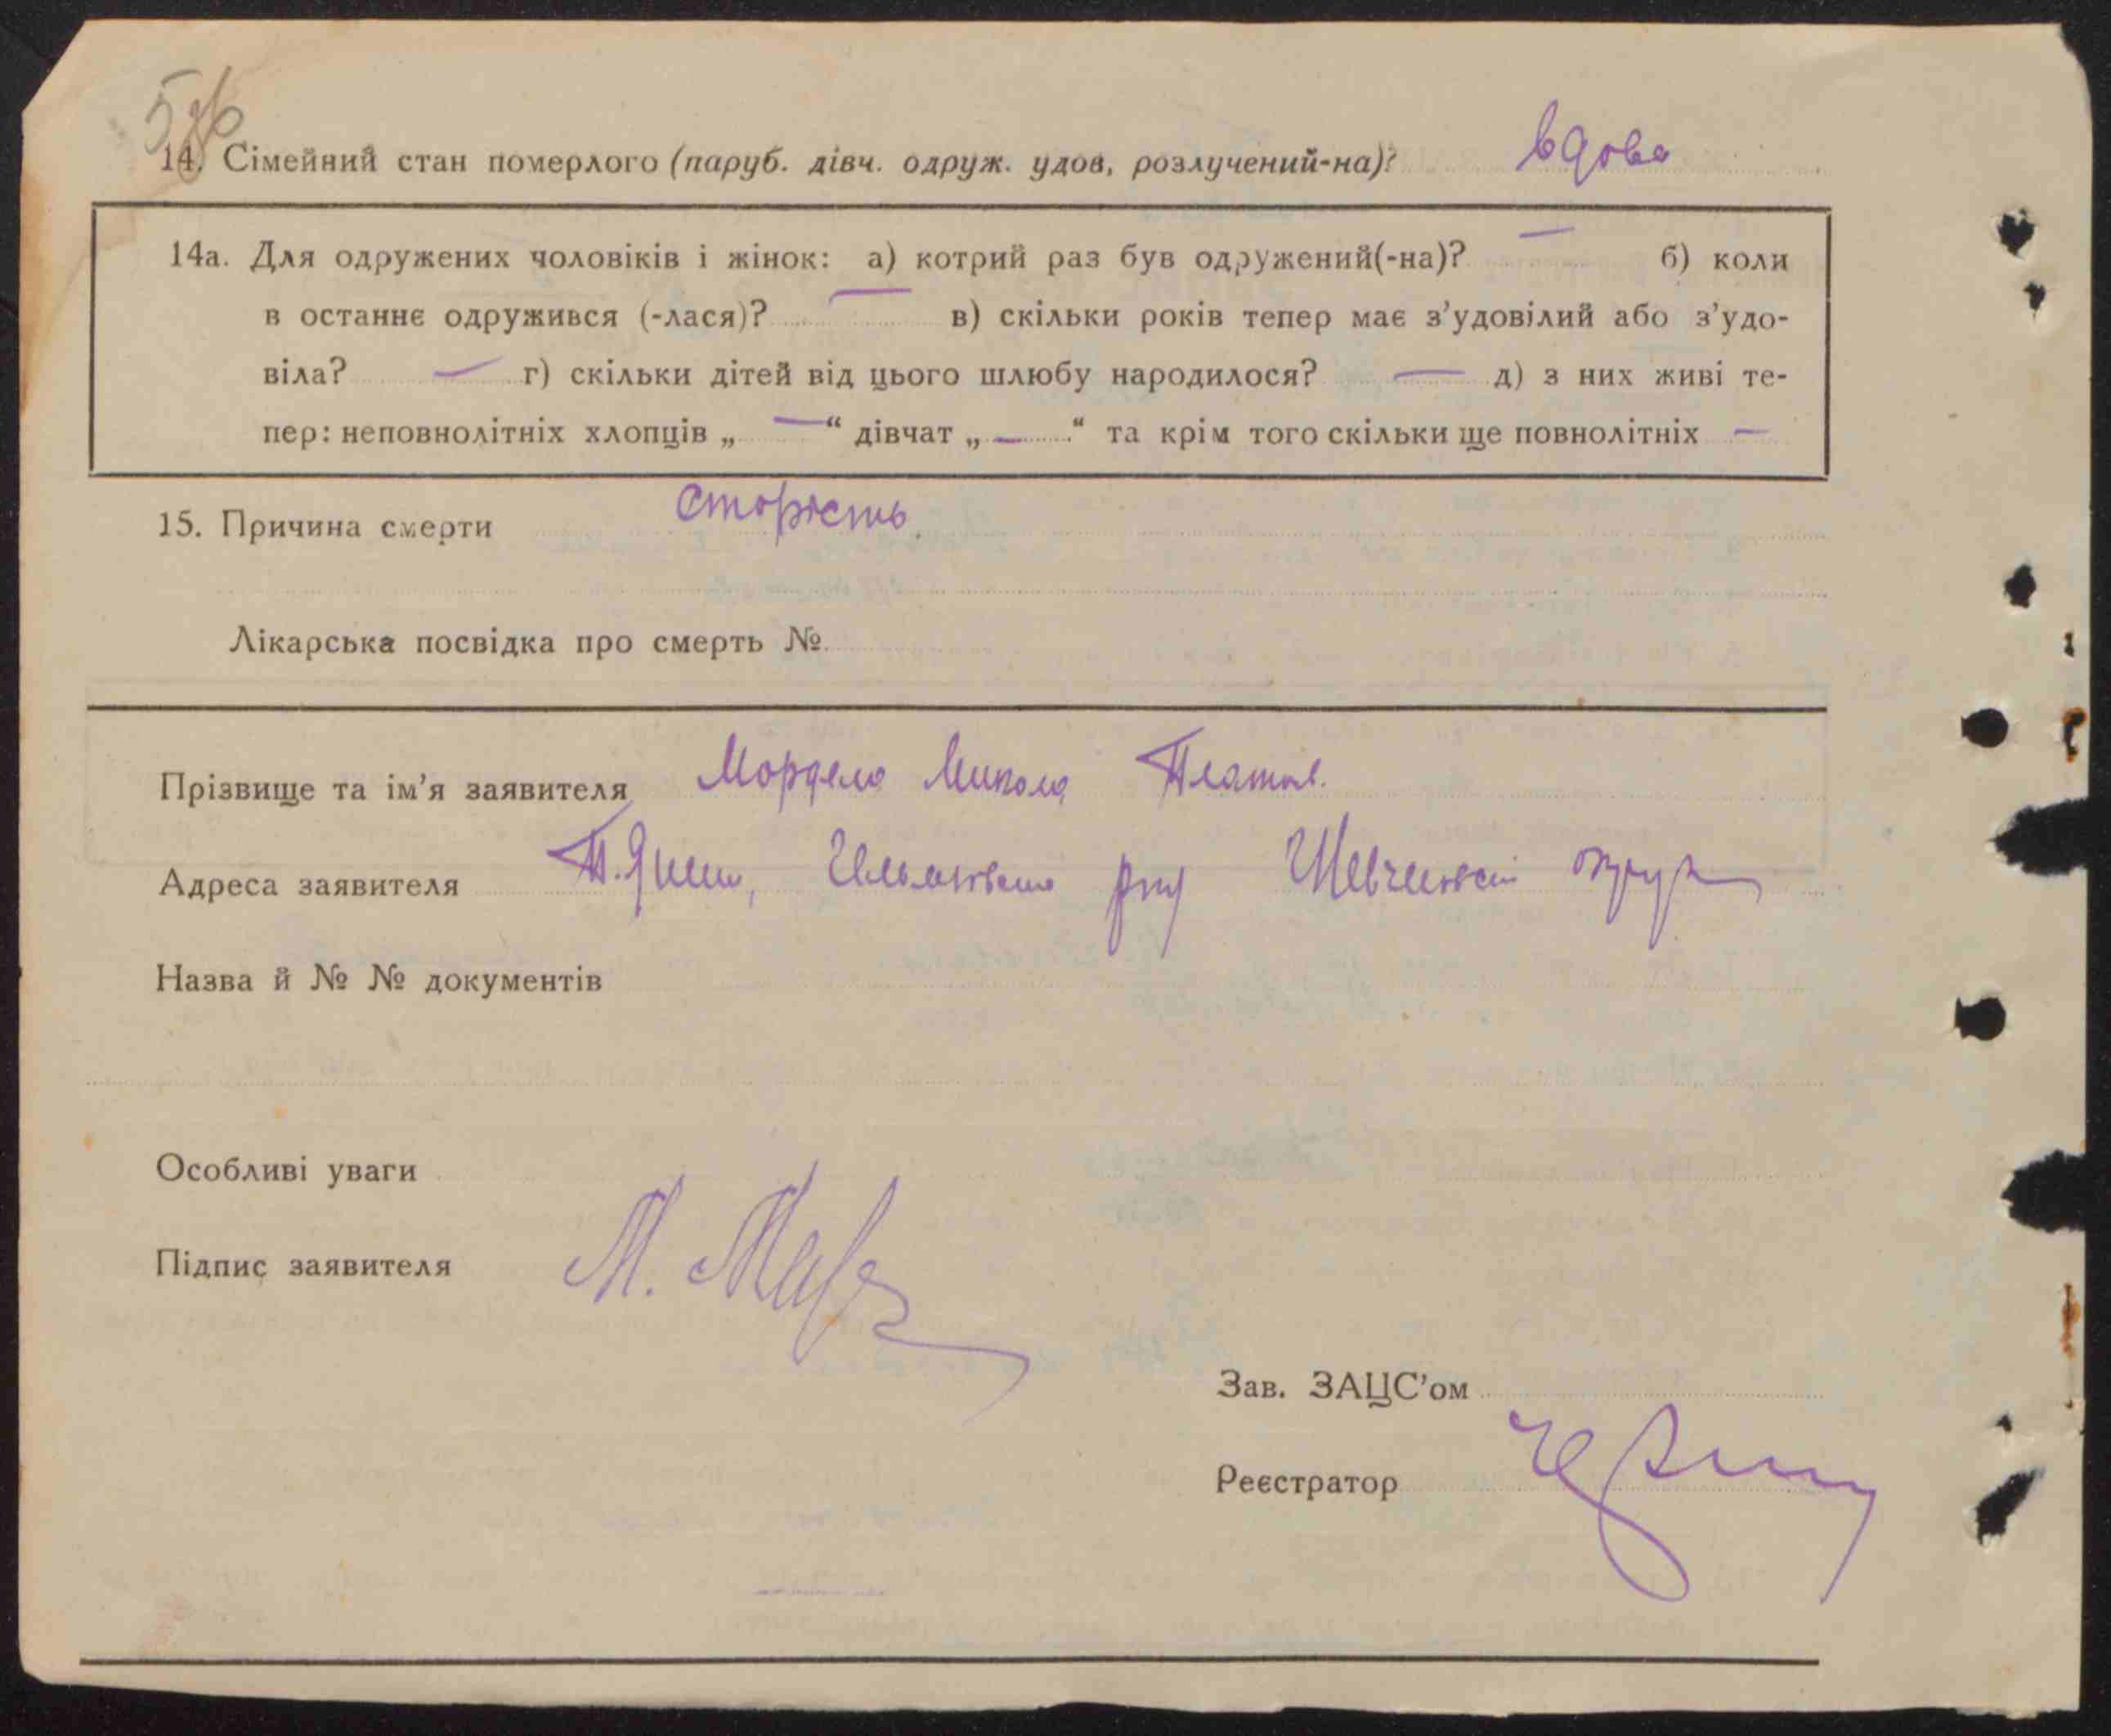 14. Сімейний стан померлого (паруб. дівч. одруж. удов, розлучений-на)? вдова
14а. Для одружених чоловіків і жінок: а) котрий раз був одружений(-на)? — б) коли
в останнє одружився (-лася)? — в) скільки років тепер має з’удовілий або з’удо-
віла? — г) скільки дітей від цього шлюбу народилося? — д) з них живі те-
пер: неповнолітніх хлопців „ — “ дівчат „ — “ та крім того скільки ще повнолітніх —
15. Причина смерти старість
Лікарська посвідка про смерть №
Прізвище та ім’я заявителя Микола
Адреса заявителя
Назва й № № документів
Особливі уваги
Підпис заявителя М.
Зав. ЗАЦС’ом
Реєстратор